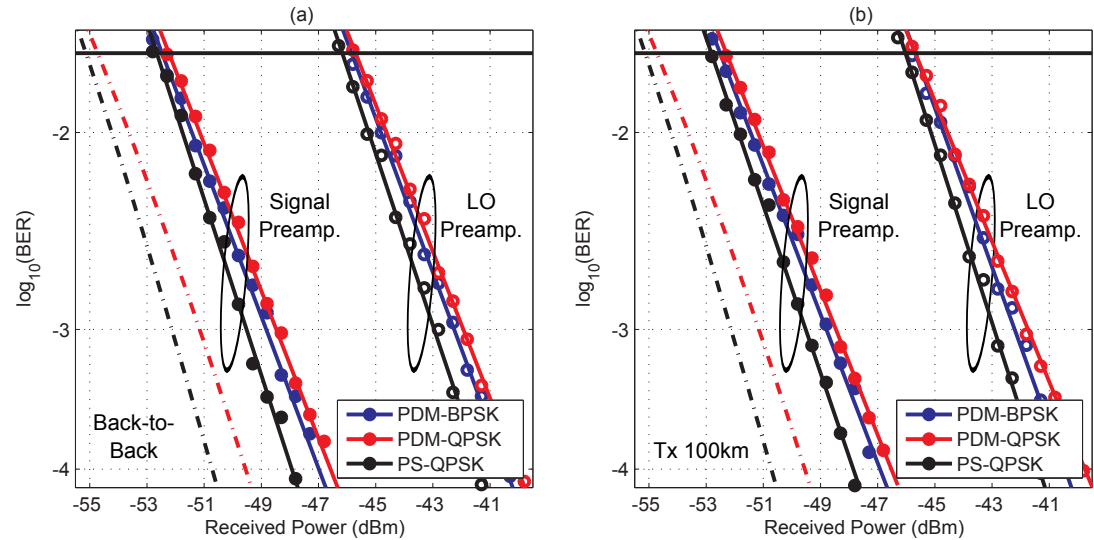 (a)
log10(BER)
-2
-3
-4
Signal
Preamp.
LO
Preamp.
Back-to-
Back
PDM-BPSK
PDM-QPSK
PS-QPSK
-55 -53 -51 -49 -47 -45 -43 -41
Received Power (dBm)
(b)
log10(BER)
-2
-3
-4
Signal
Preamp.
LO
Preamp.
Tx 100km
PDM-BPSK
PDM-QPSK
PS-QPSK
-55 -53 -51 -49 -47 -45 -43 -41
Received Power (dBm)